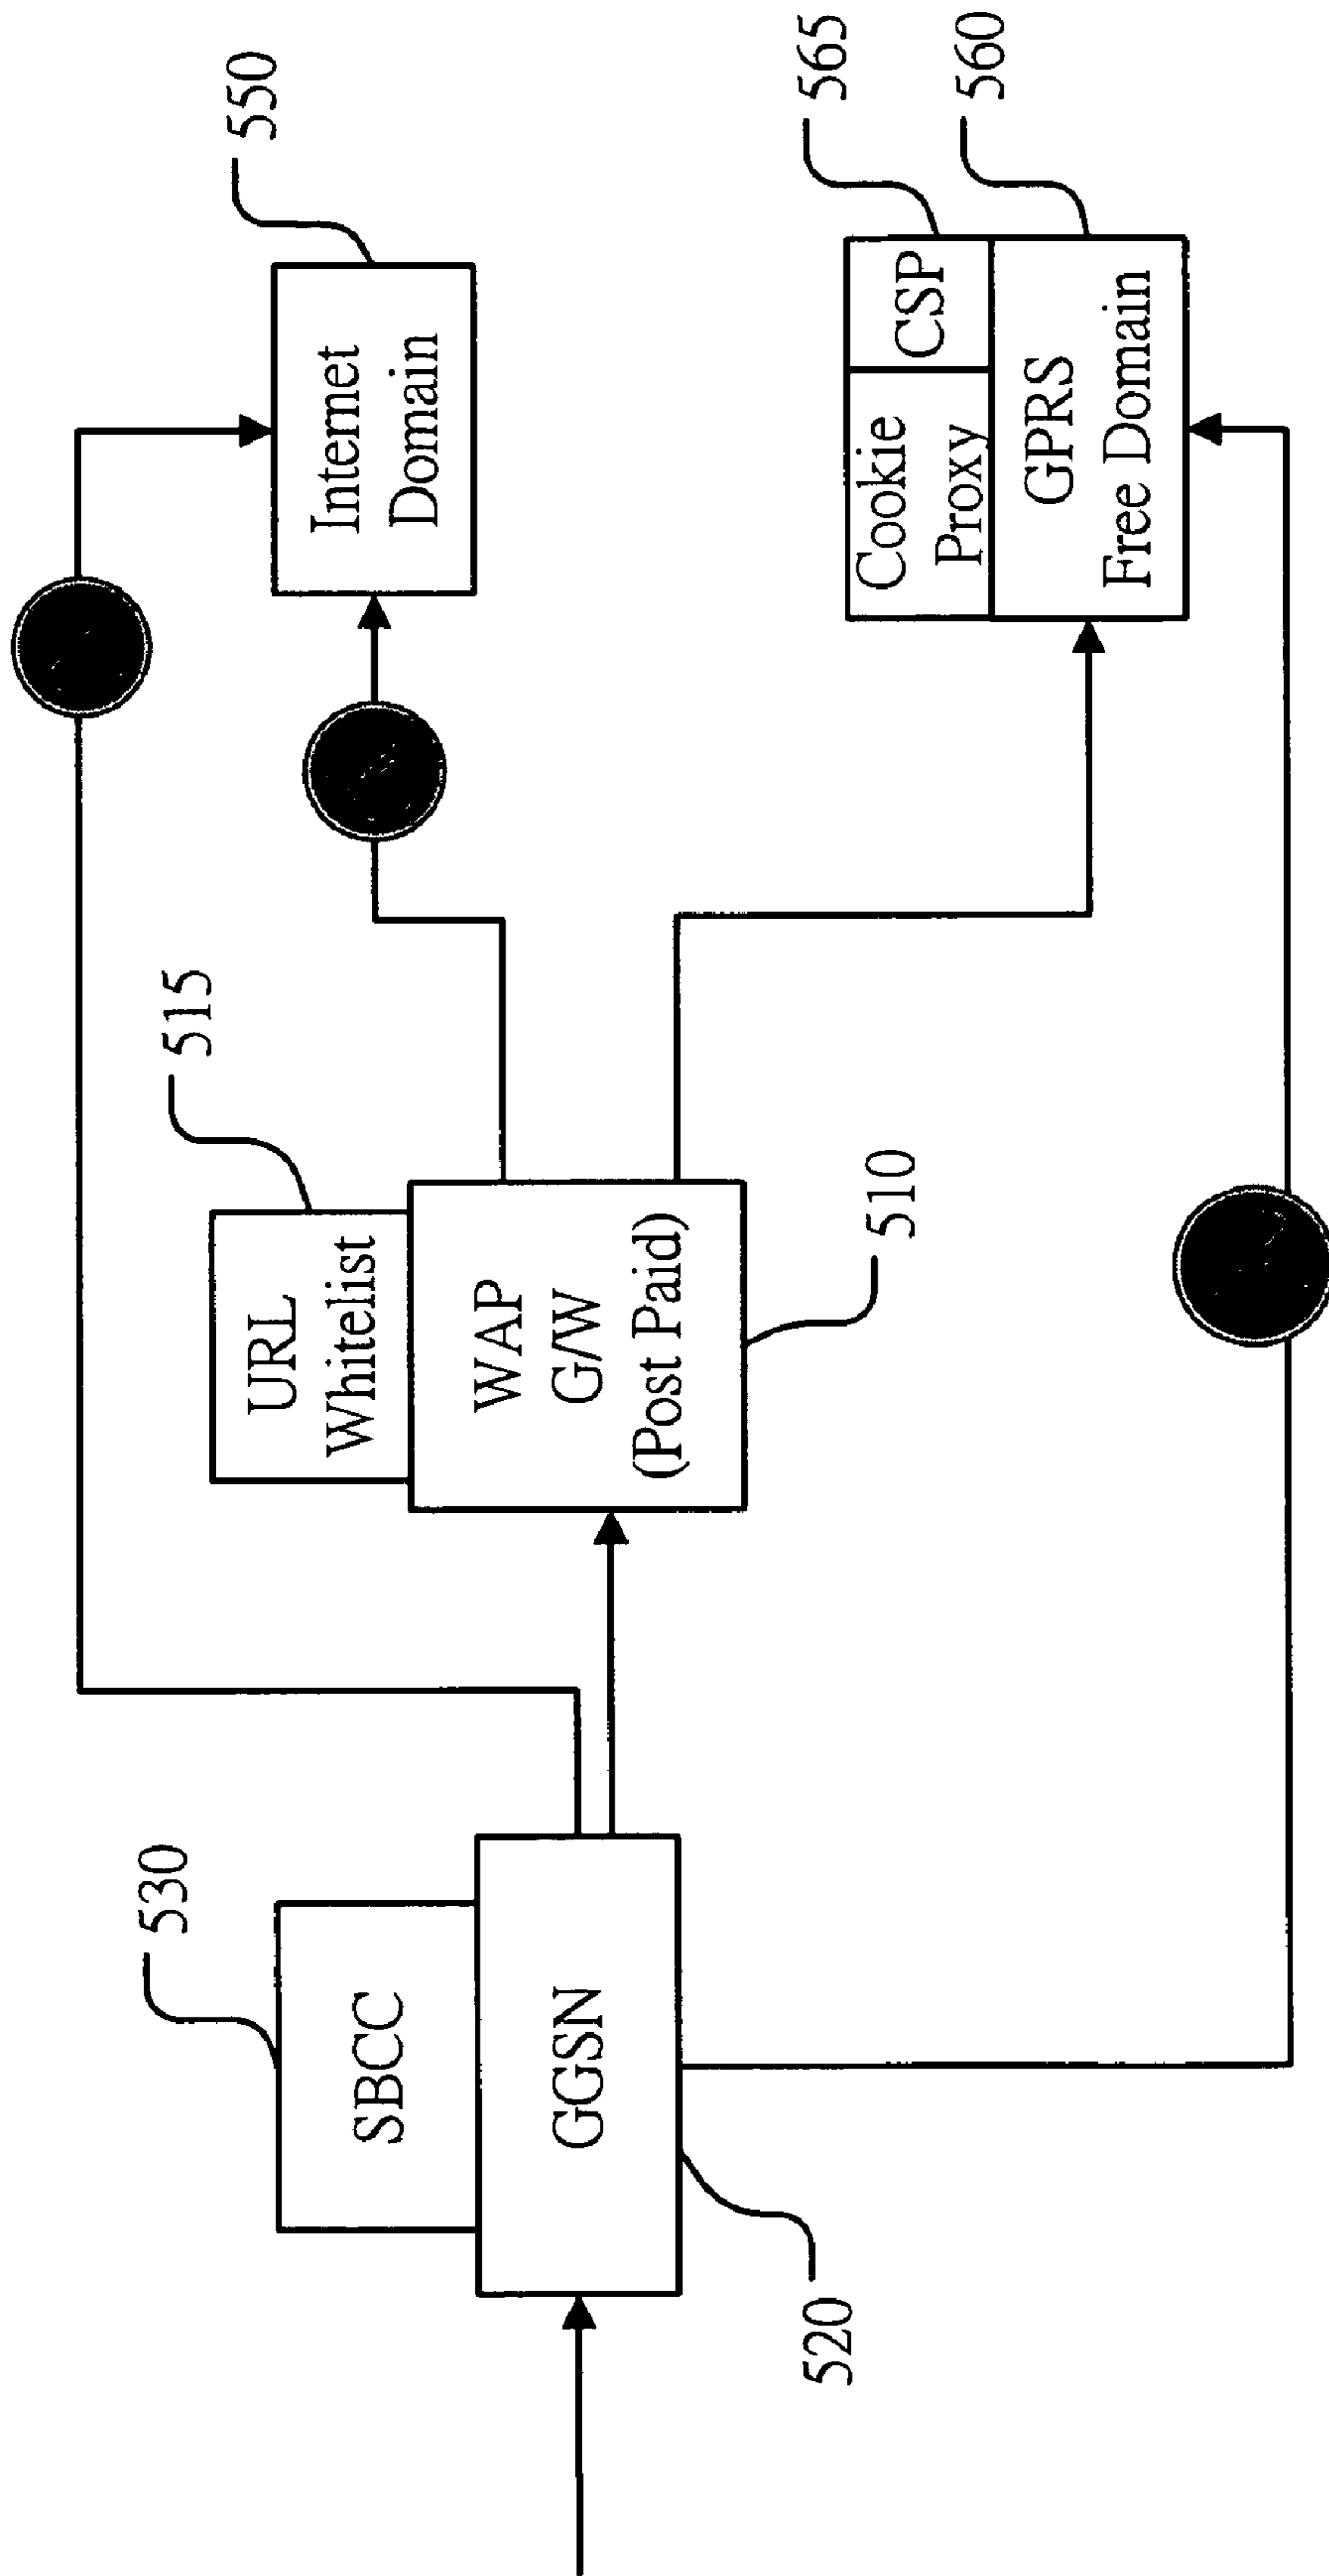 550
Internet
Domain
565
560
Cookie
Proxy
CSP
GPRS
Free Domain
515
URL
Whitelist
WAP
G/W
(Post Paid)
510
530
SBCC
GGSN
520